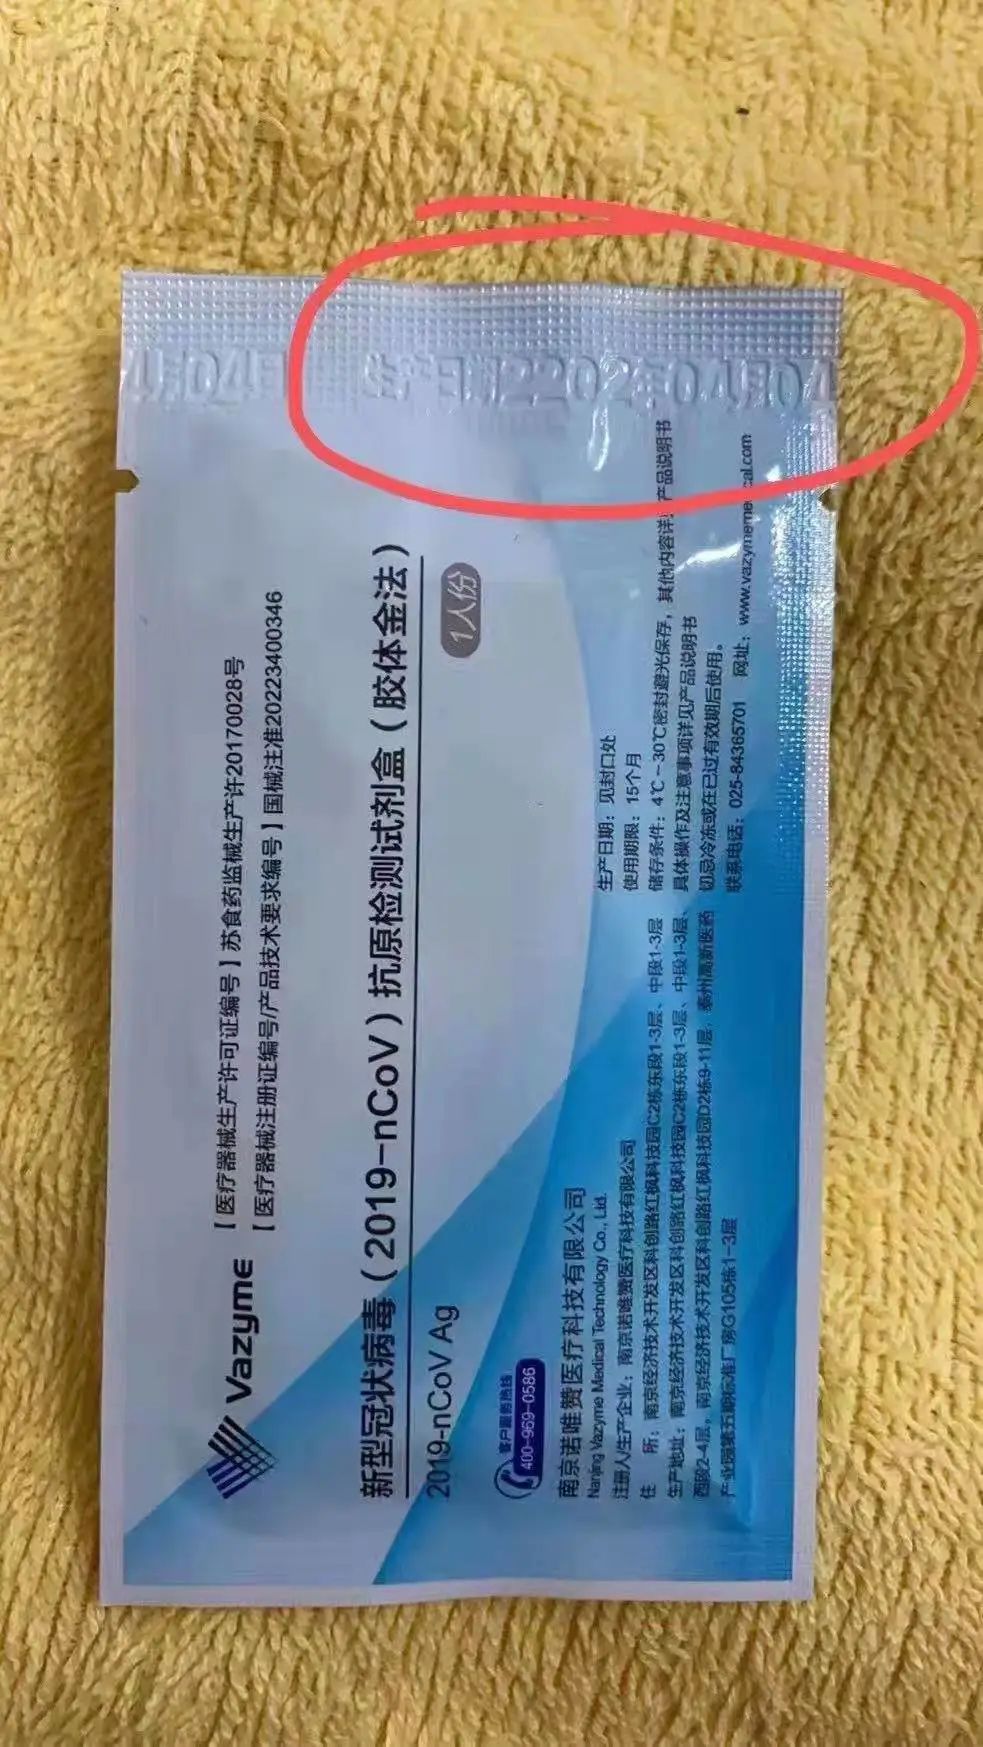 4月04日 生产日期2202年04月04
Vazyme
【医疗器械生产许可证编号】苏食药监械生产许20170028号
【医疗器械注册证编号/产品技术要求编号】国械注准20223400346
新型冠状病毒（2019-nCoV）抗原检测试剂盒（胶体金法）
2019-nCoV Ag
1人份
客户服务热线
400-969-0586
南京诺唯赞医疗科技有限公司
Nanjing Vazyme Medical Technology Co., Ltd.
注册人/生产企业：南京诺唯赞医疗科技有限公司
住 所：南京经济技术开发区科创路红枫科技园C2栋东段1-3层、中段1-3层
生产地址：南京经济技术开发区科创路红枫科技园C2栋东段1-3层、中段1-3层、
西段2-4层，南京经济技术开发区科创路红枫科技园D2栋9-11层，泰州高新医药
产业园第五期标准厂房G105栋1-3层
生产日期：见封口处
使用期限：15个月
储存条件：4℃－30℃密封避光保存，其他内容详见产品说明书
具体操作及注意事项详见产品说明书
切忌冷冻或在已过有效期后使用。
联系电话：025-84365701 网址：www.vazymemedical.com